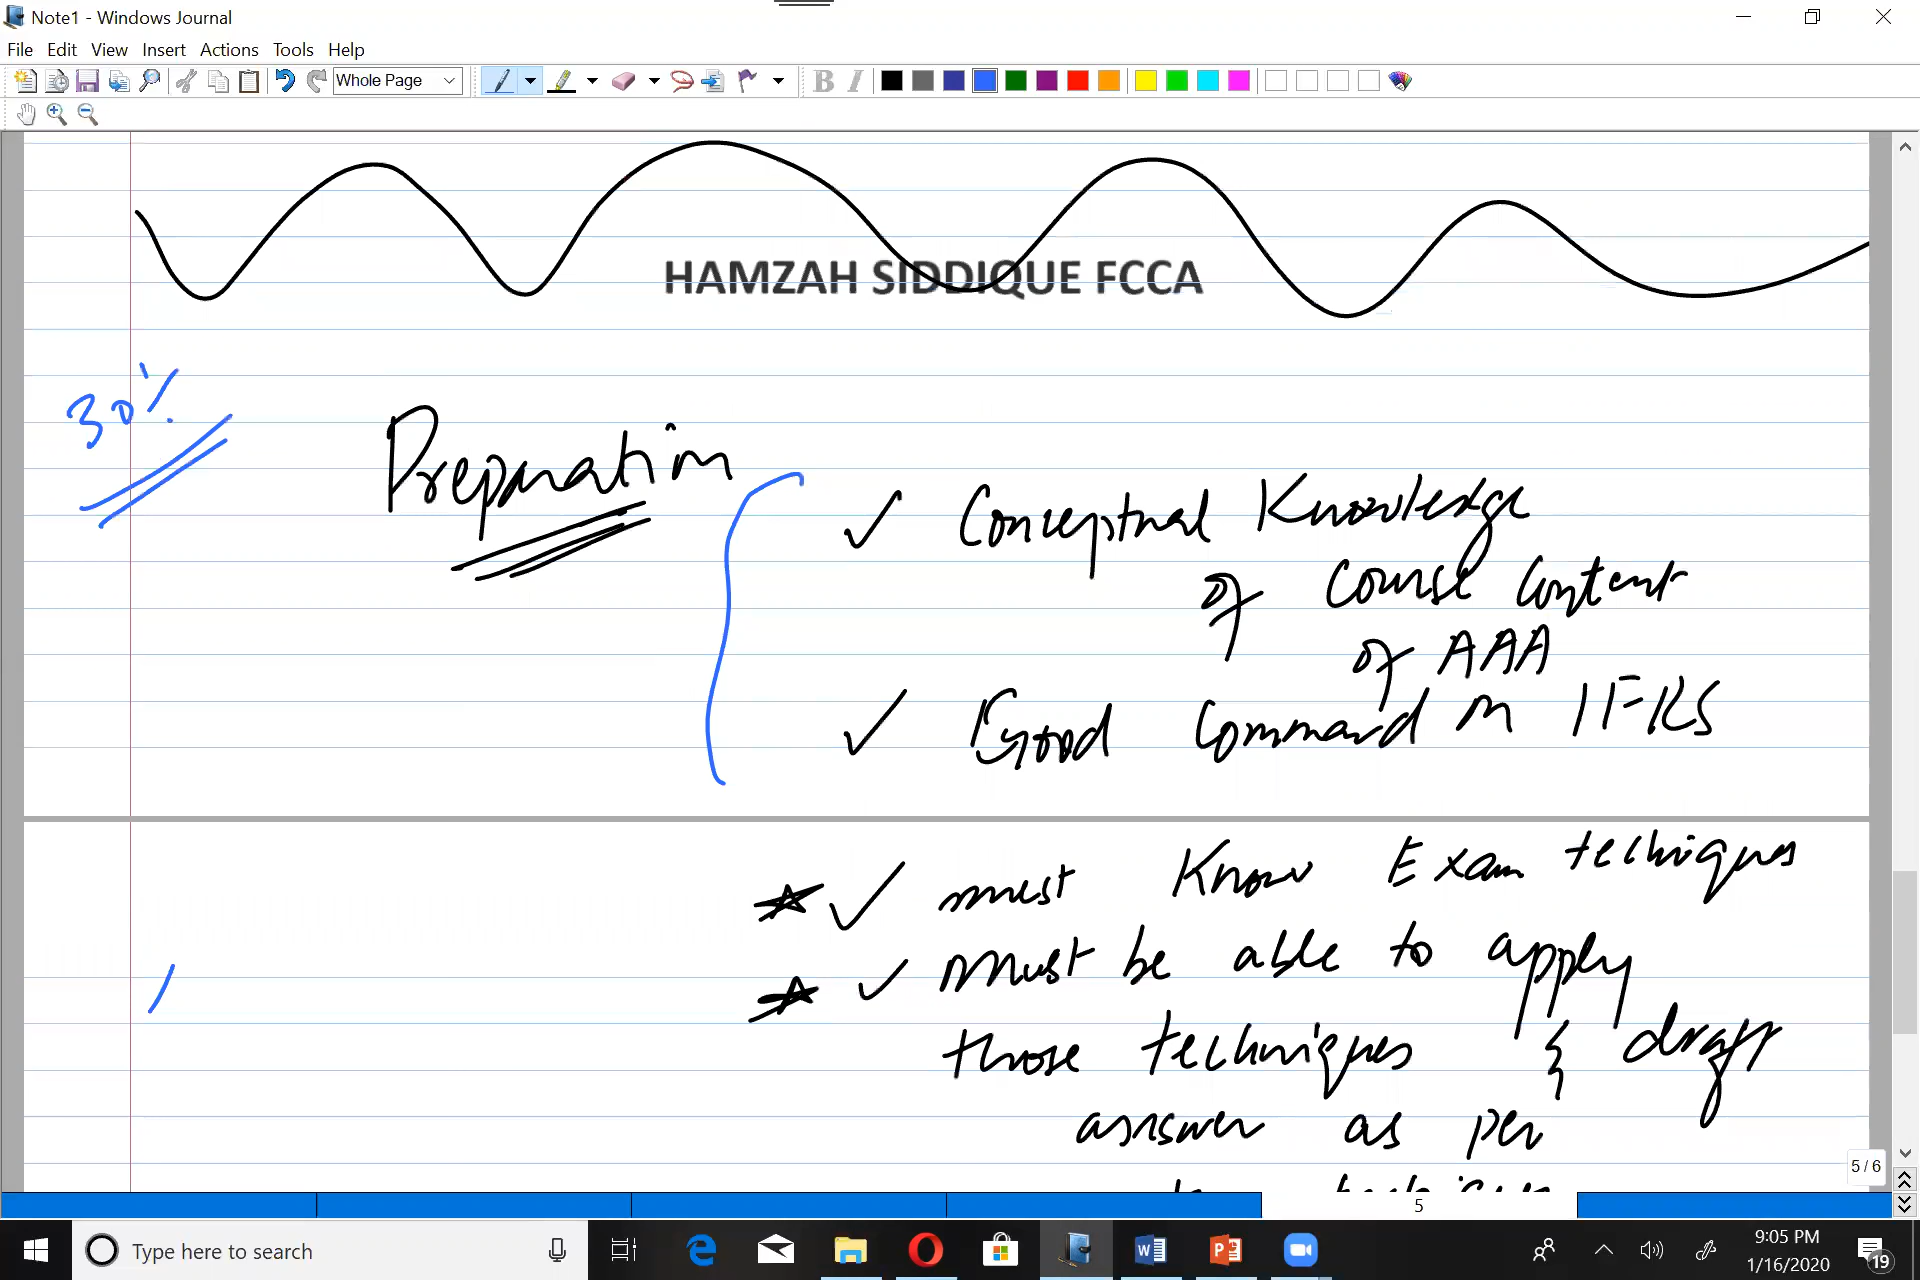 Note1 - Windows Journal
File Edit View Insert Actions Tools Help
Whole Page B I
HAMZAH SIDDIQUE FCCA
30%
Preparation
Conceptual Knowledge
of course content
of AAA
Good Command on IFRS
must Know Exam techniques
must be able to apply
those techniques & draft
answer as per
5 / 6
5
Type here to search
9:05 PM
1/16/2020
19